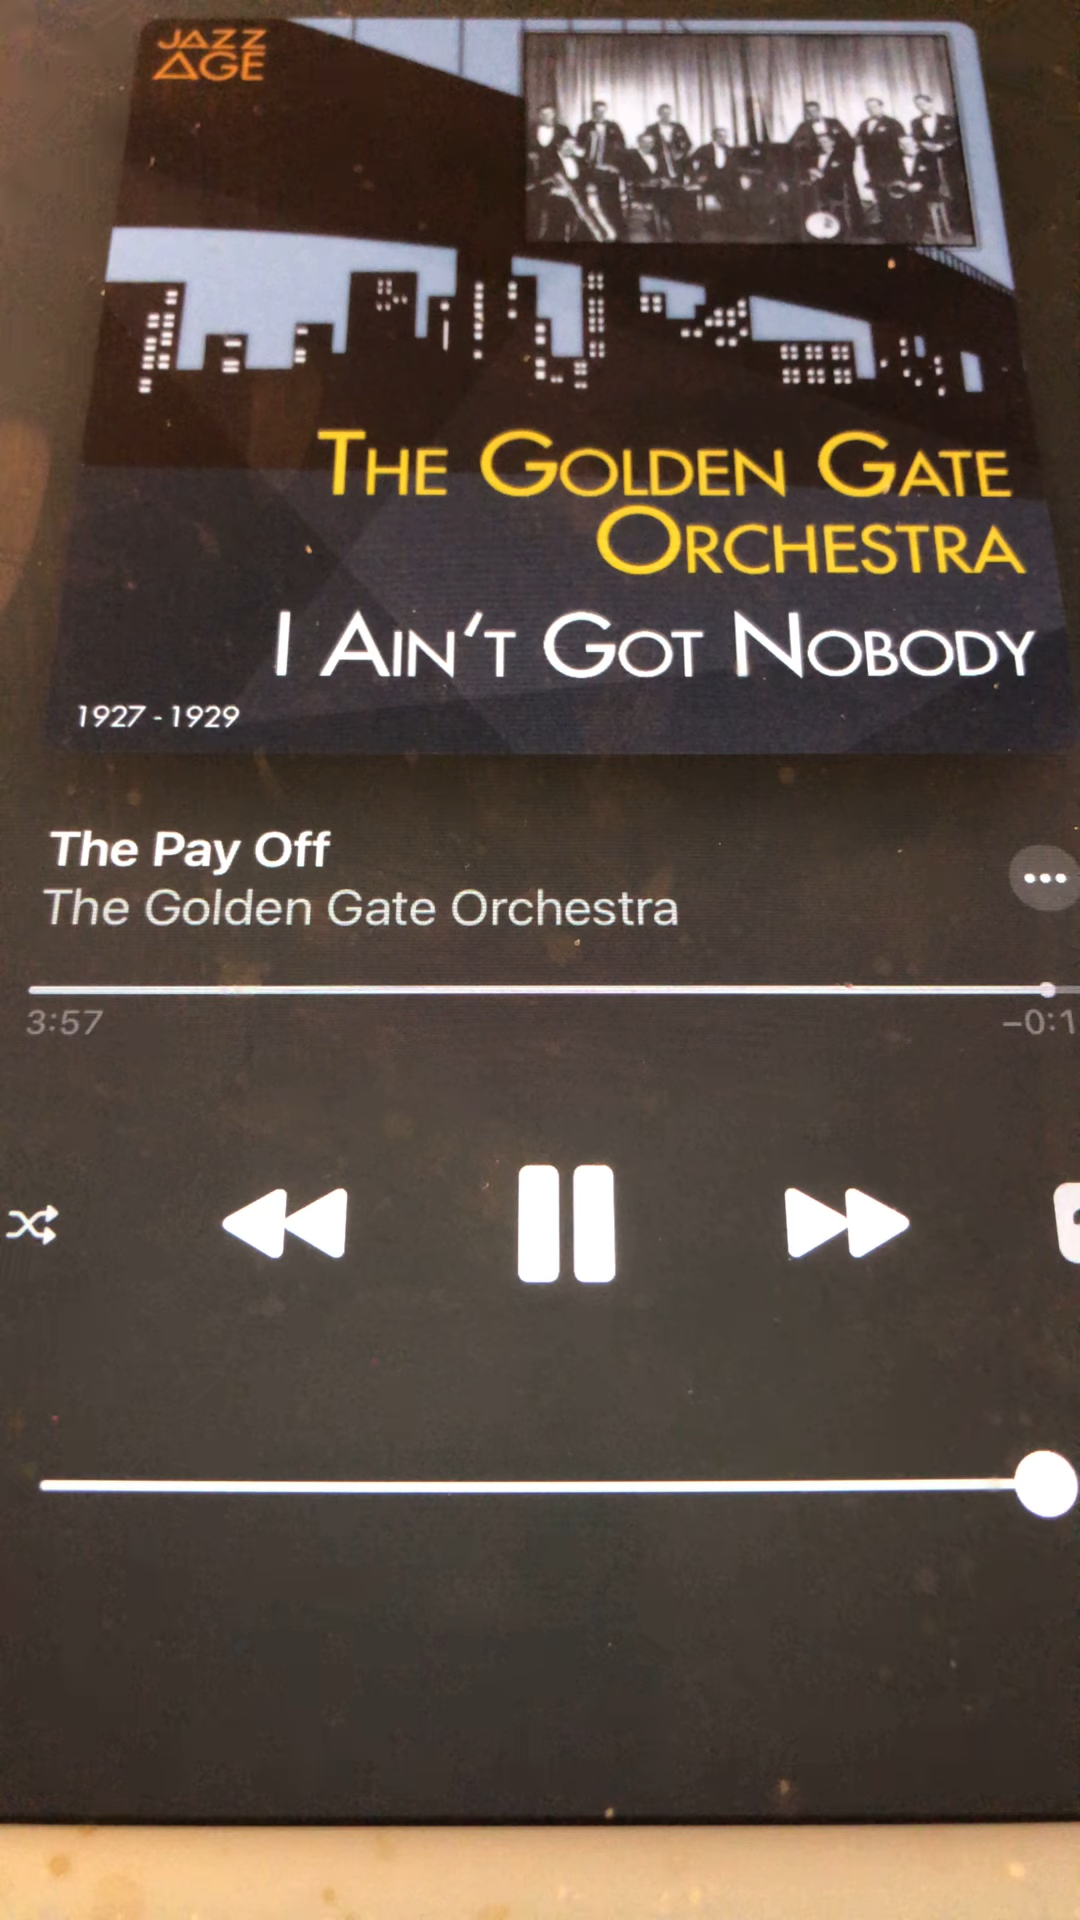 JAZZ
AGE
THE GOLDEN GATE
ORCHESTRA
I AIN'T GOT NOBODY
1927 - 1929
The Pay Off
The Golden Gate Orchestra
3:57